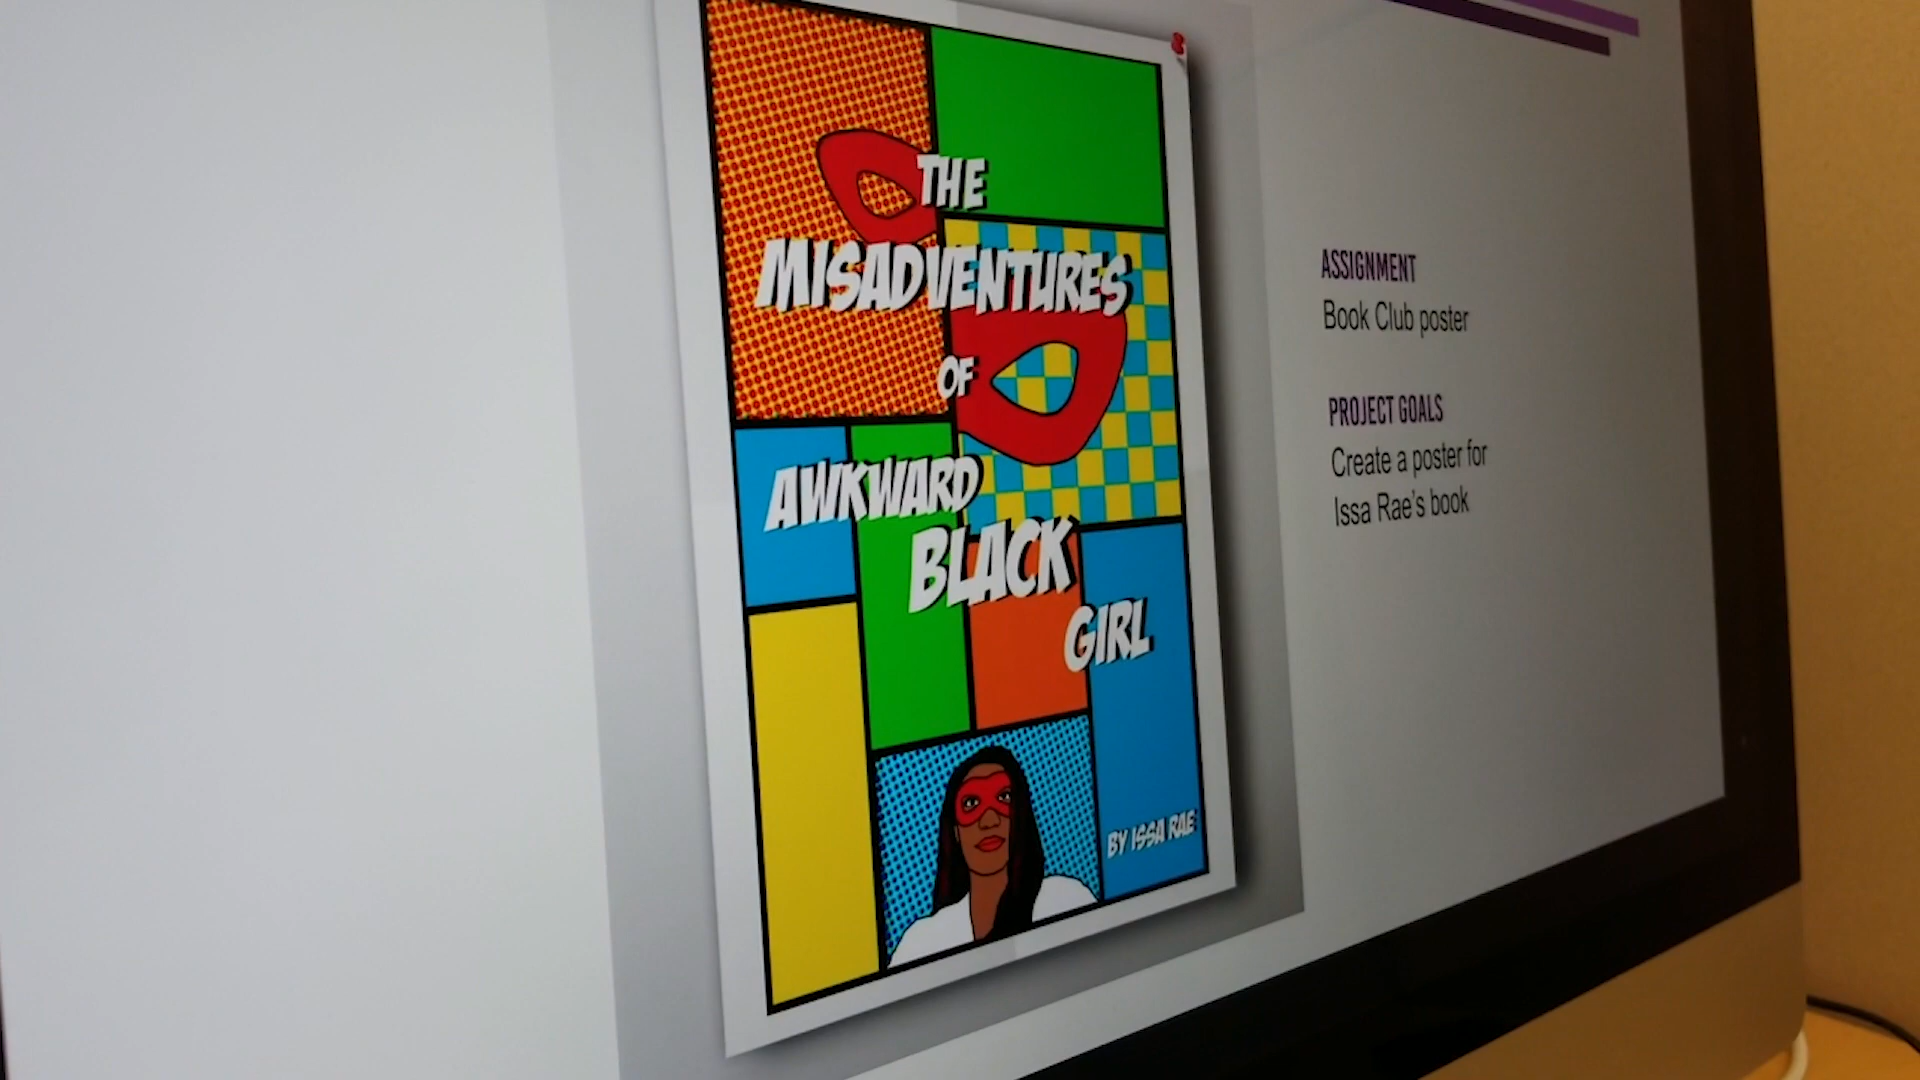 THE
MISADVENTURES
OF
AWKWARD
BLACK
GIRL
BY ISSA RAE
ASSIGNMENT
Book Club poster
PROJECT GOALS
Create a poster for
Issa Rae's book